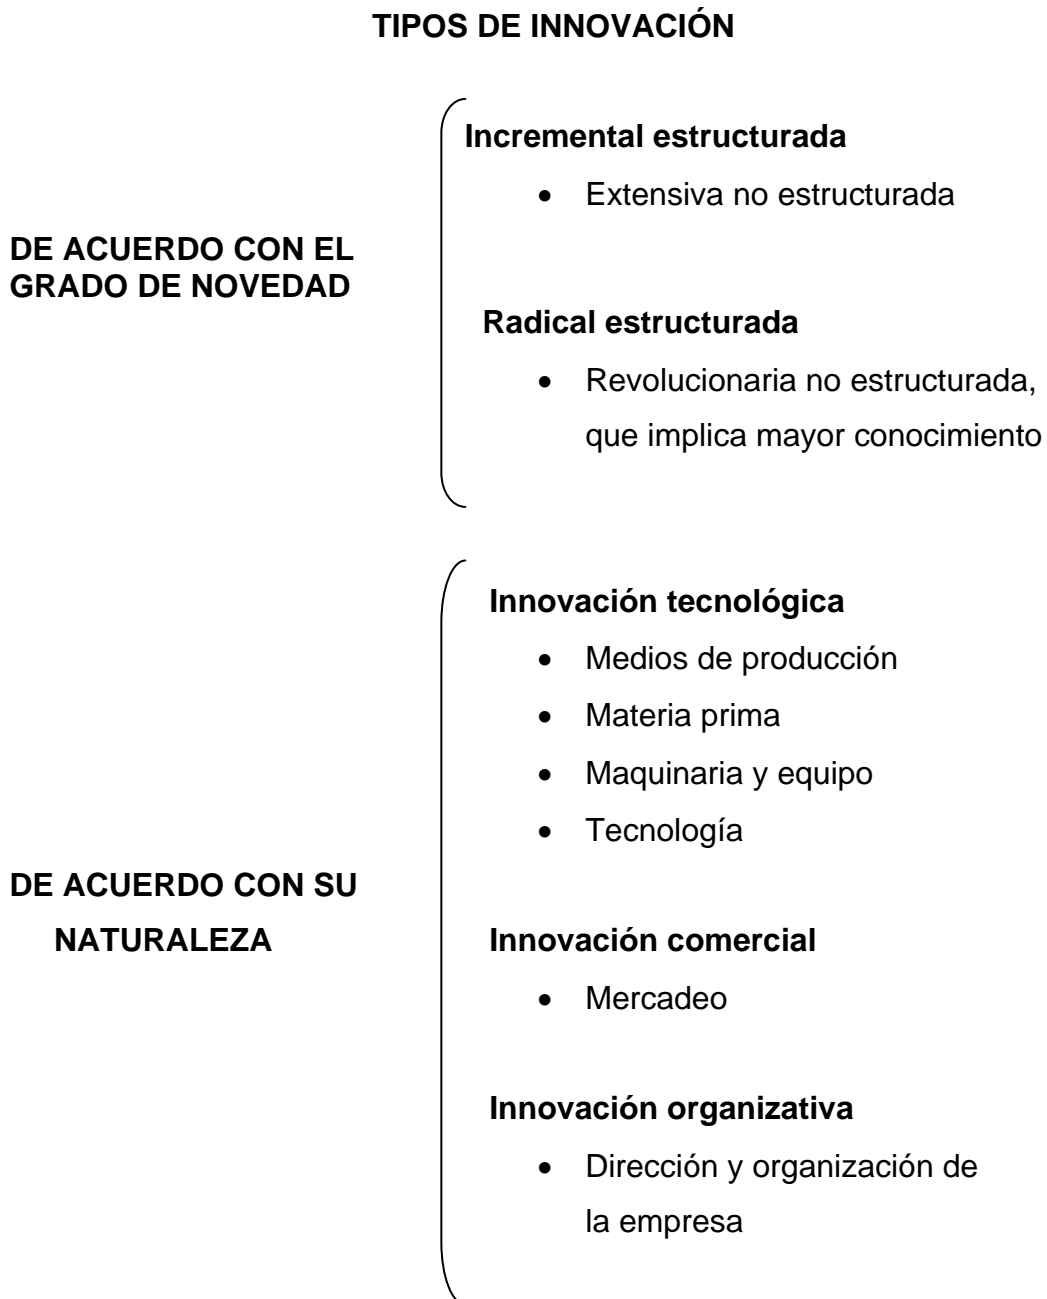 TIPOS DE INNOVACIÓN
Incremental estructurada
• Extensiva no estructurada
DE ACUERDO CON EL
GRADO DE NOVEDAD
Radical estructurada
• Revolucionaria no estructurada,
que implica mayor conocimiento
Innovación tecnológica
• Medios de producción
• Materia prima
• Maquinaria y equipo
• Tecnología
DE ACUERDO CON SU
NATURALEZA
Innovación comercial
• Mercadeo
Innovación organizativa
• Dirección y organización de
la empresa